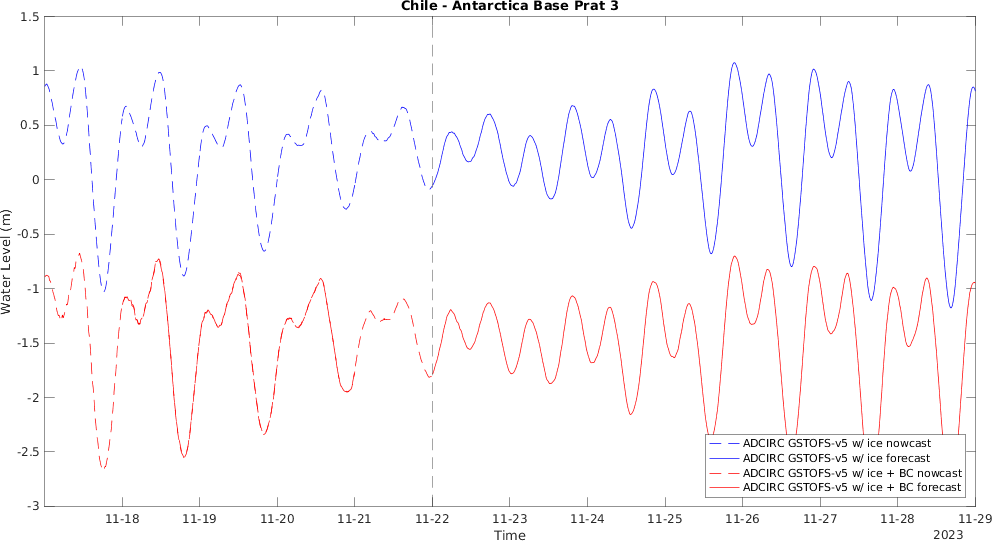 Chile - Antarctica Base Prat 3
Water Level (m)
1.5
1
0.5
0
-0.5
-1
-1.5
-2
-2.5
-3
ADCIRC GSTOFS-v5 w/ ice nowcast
ADCIRC GSTOFS-v5 w/ ice forecast
ADCIRC GSTOFS-v5 w/ ice + BC nowcast
ADCIRC GSTOFS-v5 w/ ice + BC forecast
11-18 11-19 11-20 11-21 11-22 11-23 11-24 11-25 11-26 11-27 11-28 11-29
Time
2023